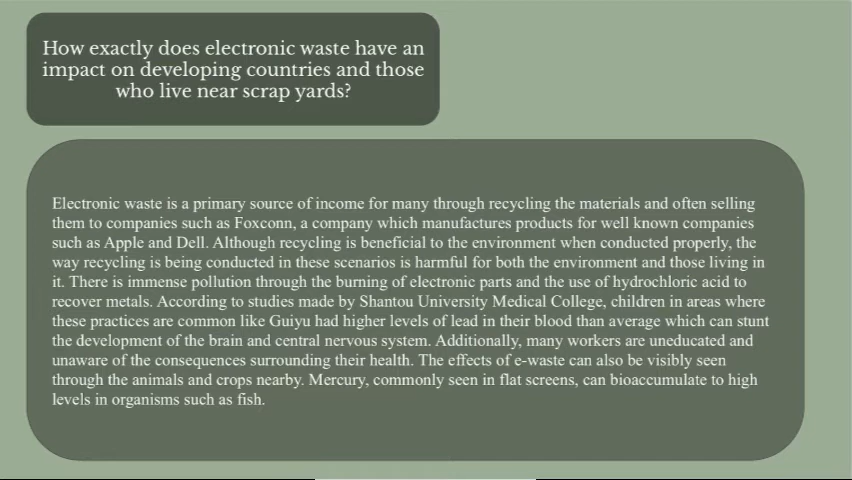 How exactly does electronic waste have an
impact on developing countries and those
who live near scrap yards?
Electronic waste is a primary source of income for many through recycling the materials and often selling
them to companies such as Foxconn, a company which manufactures products for well known companies
such as Apple and Dell. Although recycling is beneficial to the environment when conducted properly, the
way recycling is being conducted in these scenarios is harmful for both the environment and those living in
it. There is immense pollution through the burning of electronic parts and the use of hydrochloric acid to
recover metals. According to studies made by Shantou University Medical College, children in areas where
these practices are common like Guiyu had higher levels of lead in their blood than average which can stunt
the development of the brain and central nervous system. Additionally, many workers are uneducated and
unaware of the consequences surrounding their health. The effects of e-waste can also be visibly seen
through the animals and crops nearby. Mercury, commonly seen in flat screens, can bioaccumulate to high
levels in organisms such as fish.